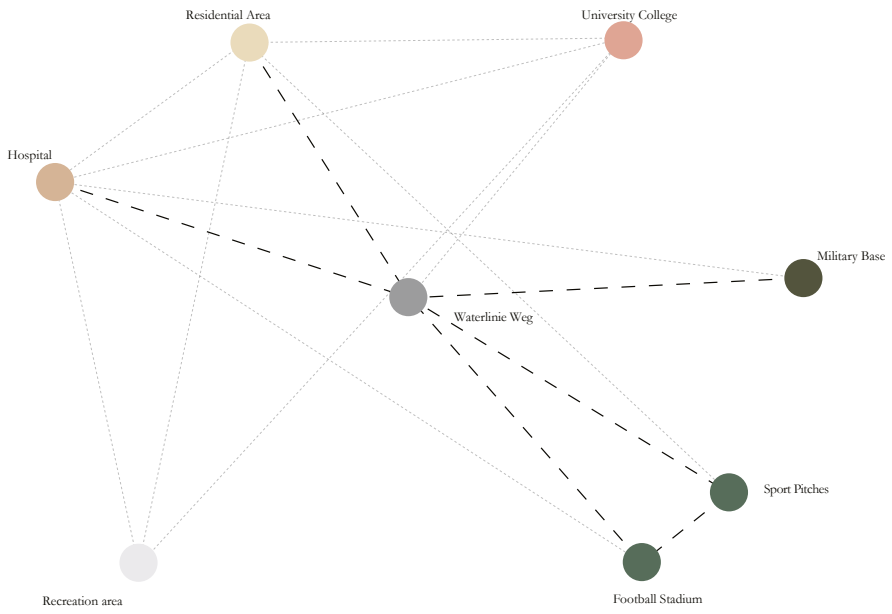 Residential Area
University College
Hospital
Military Base
Waterlinie Weg
Sport Pitches
Recreation area
Football Stadium